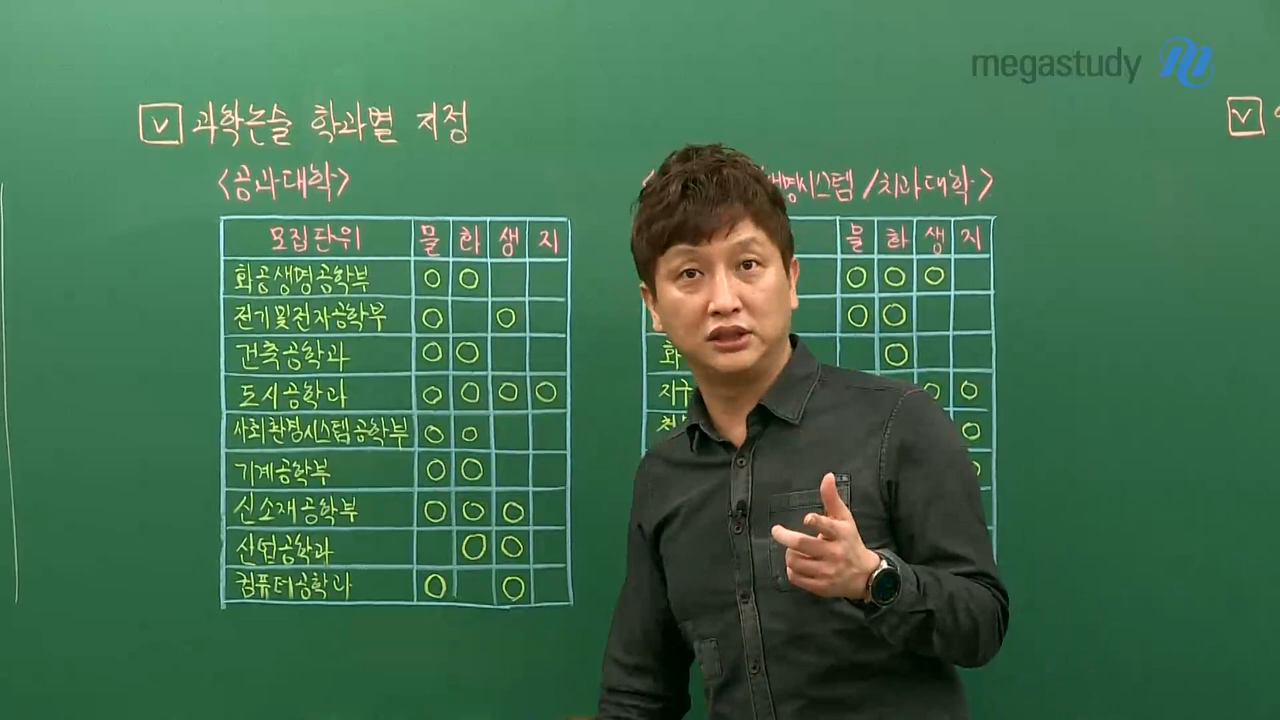 megastudy
과학논술 학과별 지정
<공과대학>
모집단위 물 화 생 지
화공생명공학부 ○ ○
전기및전자공학부 ○ ○
건축공학과 ○ ○
도시공학과 ○ ○ ○ ○
사회환경시스템공학부 ○ ○
기계공학부 ○ ○
신소재공학부 ○ ○ ○
산업공학과 ○ ○
컴퓨터공학과 ○ ○
생명시스템/치과대학>
물 화 생 지
○ ○ ○
○ ○
화 ○
지구 ○ ○
○